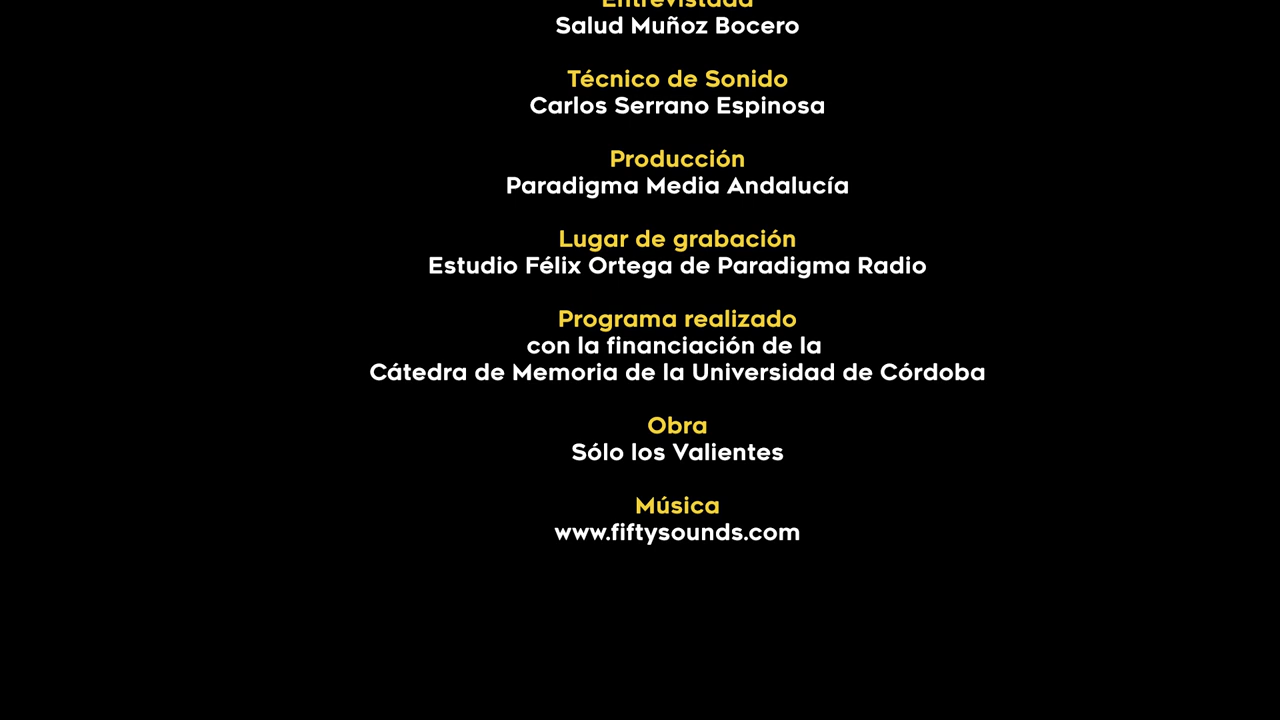 Entrevistada
Salud Muñoz Bocero
Técnico de Sonido
Carlos Serrano Espinosa
Producción
Paradigma Media Andalucía
Lugar de grabación
Estudio Félix Ortega de Paradigma Radio
Programa realizado
con la financiación de la
Cátedra de Memoria de la Universidad de Córdoba
Obra
Sólo los Valientes
Música
www.fiftysounds.com